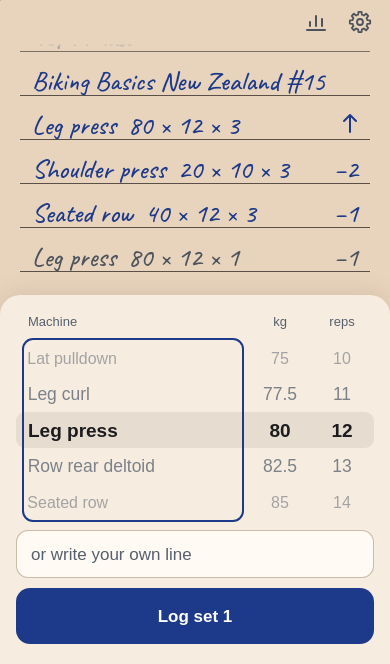 Biking Basics New Zealand #15
Leg press 80 × 12 × 3 ↑
Shoulder press 20 × 10 × 3 −2
Seated row 40 × 12 × 3 −1
Leg press 80 × 12 × 1 −1
Machine kg reps
Lat pulldown 75 10
Leg curl 77.5 11
Leg press 80 12
Row rear deltoid 82.5 13
Seated row 85 14
or write your own line
Log set 1